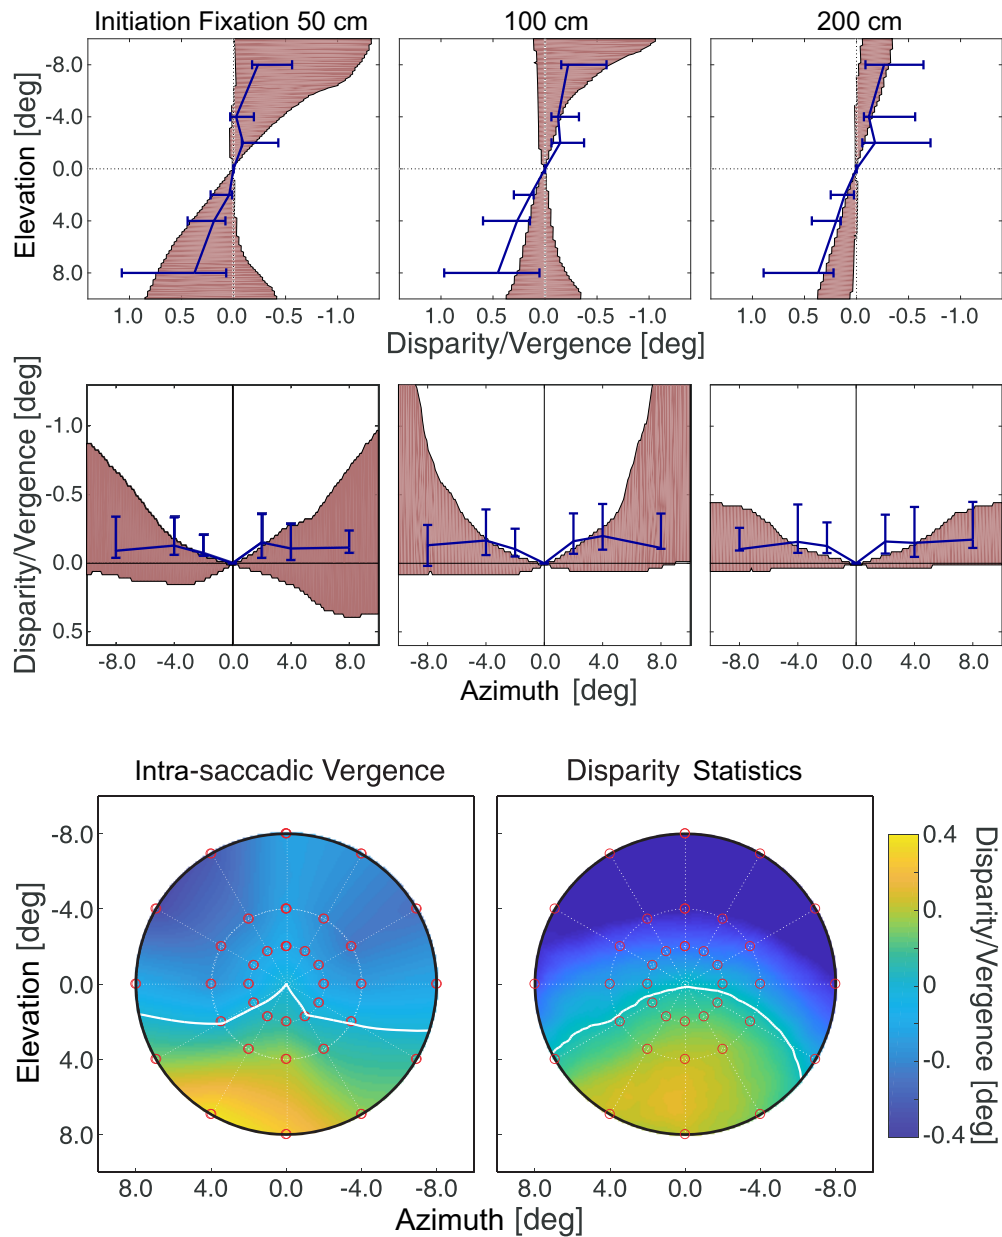 Initiation Fixation 50 cm 100 cm 200 cm
Elevation [deg]
-8.0
-4.0
0.0
4.0
8.0
1.0 0.5 0.0 -0.5 -1.0 1.0 0.5 0.0 -0.5 -1.0 1.0 0.5 0.0 -0.5 -1.0
Disparity/Vergence [deg]
Disparity/Vergence [deg]
-1.0
-0.5
0.0
0.5
-8.0 -4.0 0.0 4.0 8.0 -8.0 -4.0 0.0 4.0 8.0 -8.0 -4.0 0.0 4.0 8.0
Azimuth [deg]
Intra-saccadic Vergence Disparity Statistics
Elevation [deg]
-8.0
-4.0
0.0
4.0
8.0
0.4
0.
0
-0.
-0.4
Disparity/Vergence [deg]
8.0 4.0 0.0 -4.0 -8.0 8.0 4.0 0.0 -4.0 -8.0
Azimuth [deg]